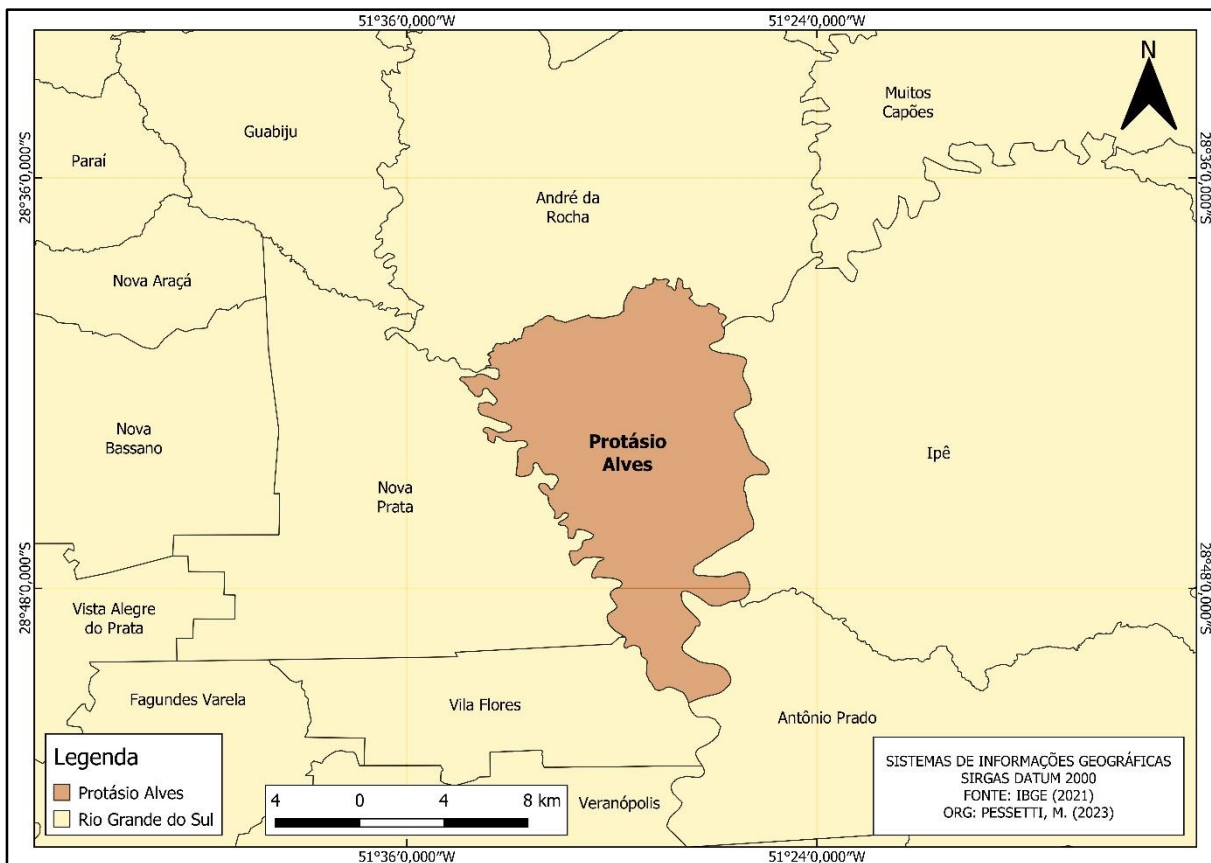 51°36'0,000"W
51°24'0,000"W
N
Muitos
Capões
Guabiju
Paraí
28°36'0,000"S
28°36'0,000"S
André da
Rocha
Nova Araçá
Nova
Bassano
Protásio
Alves
Ipê
Nova
Prata
28°48'0,000"S
28°48'0,000"S
Vista Alegre
do Prata
Fagundes Varela
Vila Flores
Antônio Prado
Legenda
Protásio Alves
Rio Grande do Sul
4 0 4 8 km
Veranópolis
SISTEMAS DE INFORMAÇÕES GEOGRÁFICAS
SIRGAS DATUM 2000
FONTE: IBGE (2021)
ORG: PESSETTI, M. (2023)
51°36'0,000"W
51°24'0,000"W